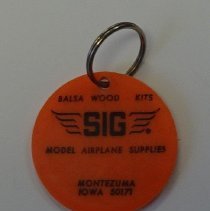 BALSA WOOD - KITS
SIG®
MODEL AIRPLANE SUPPLIES
MONTEZUMA
IOWA 50171